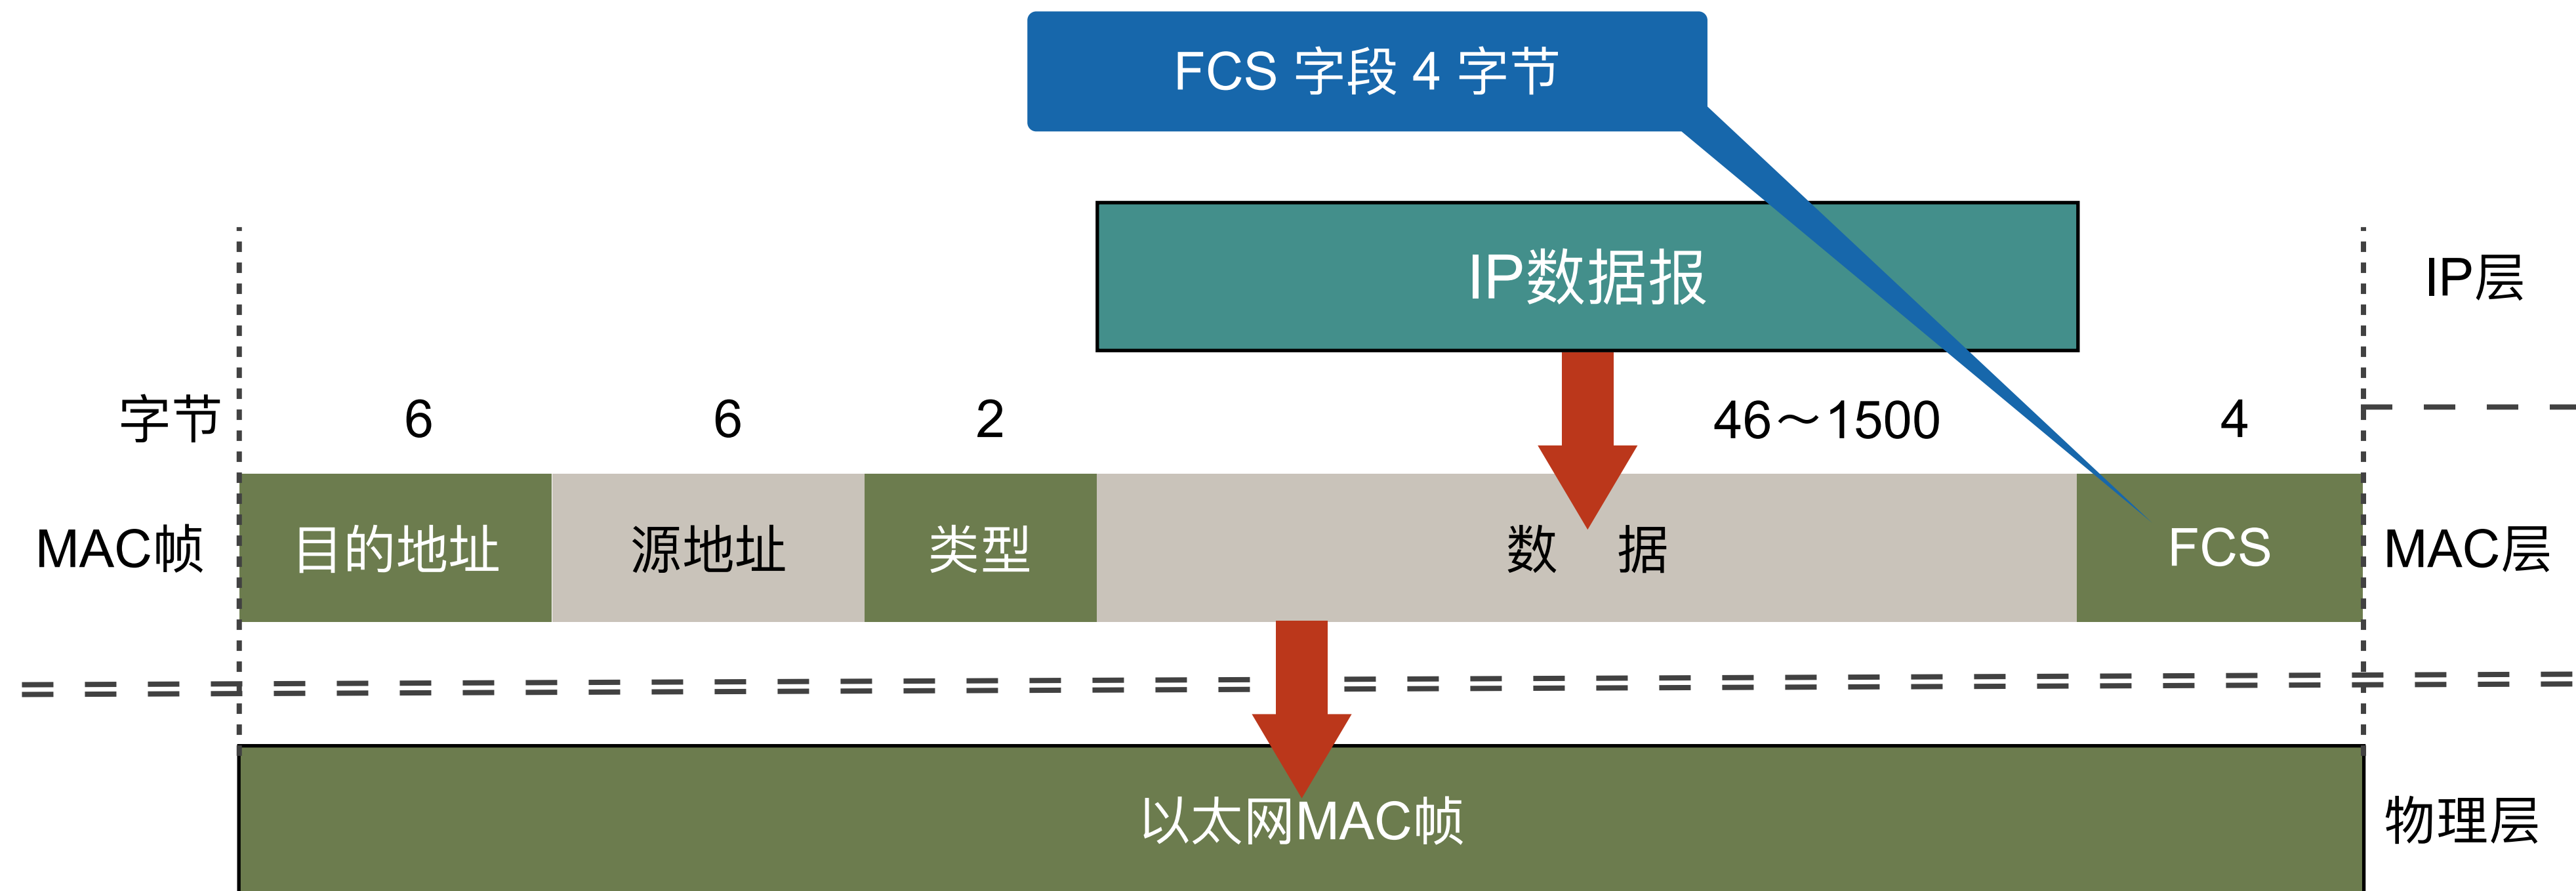 FCS 字段 4 字节
IP数据报
IP层
字节 6 6 2 46～1500 4
MAC帧 目的地址 源地址 类型 数 据 FCS MAC层
以太网MAC帧 物理层